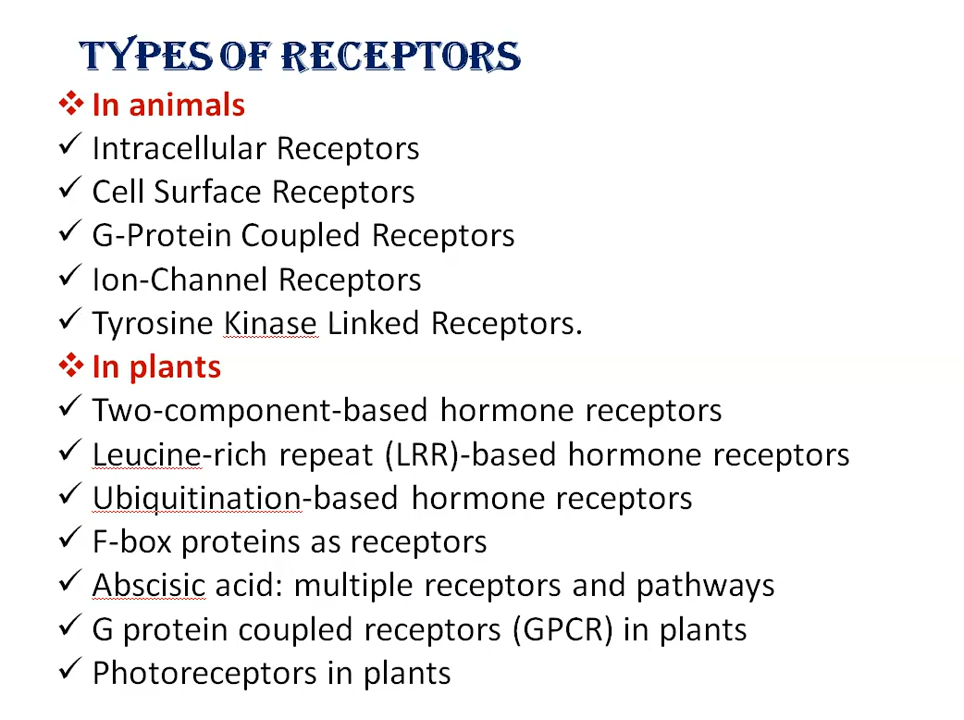 TYPES OF RECEPTORS
❖ In animals
✓ Intracellular Receptors
✓ Cell Surface Receptors
✓ G-Protein Coupled Receptors
✓ Ion-Channel Receptors
✓ Tyrosine Kinase Linked Receptors.
❖ In plants
✓ Two-component-based hormone receptors
✓ Leucine-rich repeat (LRR)-based hormone receptors
✓ Ubiquitination-based hormone receptors
✓ F-box proteins as receptors
✓ Abscisic acid: multiple receptors and pathways
✓ G protein coupled receptors (GPCR) in plants
✓ Photoreceptors in plants